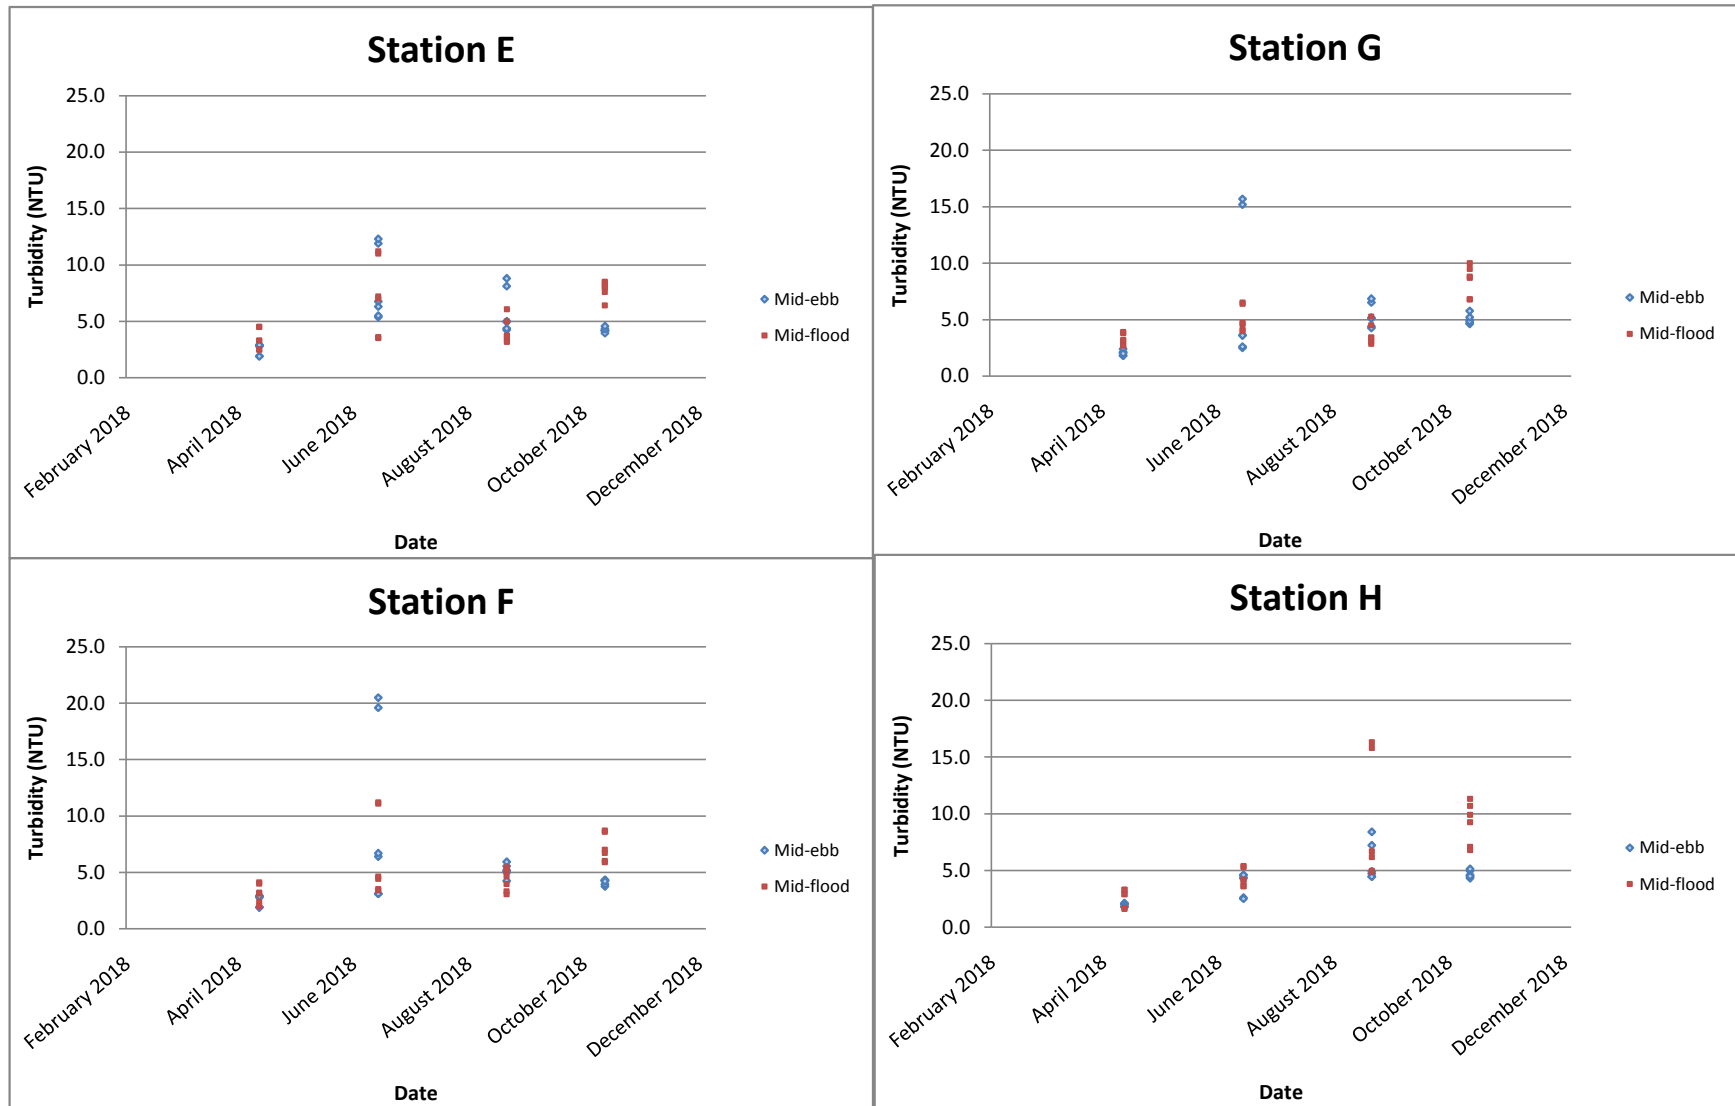 Station E
Turbidity (NTU)
25.0
20.0
15.0
10.0
5.0
0.0
February 2018
April 2018
June 2018
August 2018
October 2018
December 2018
Date
Mid-ebb
Mid-flood
Station G
Turbidity (NTU)
25.0
20.0
15.0
10.0
5.0
0.0
February 2018
April 2018
June 2018
August 2018
October 2018
December 2018
Date
Mid-ebb
Mid-flood
Station F
Turbidity (NTU)
25.0
20.0
15.0
10.0
5.0
0.0
February 2018
April 2018
June 2018
August 2018
October 2018
December 2018
Date
Mid-ebb
Mid-flood
Station H
Turbidity (NTU)
25.0
20.0
15.0
10.0
5.0
0.0
February 2018
April 2018
June 2018
August 2018
October 2018
December 2018
Date
Mid-ebb
Mid-flood